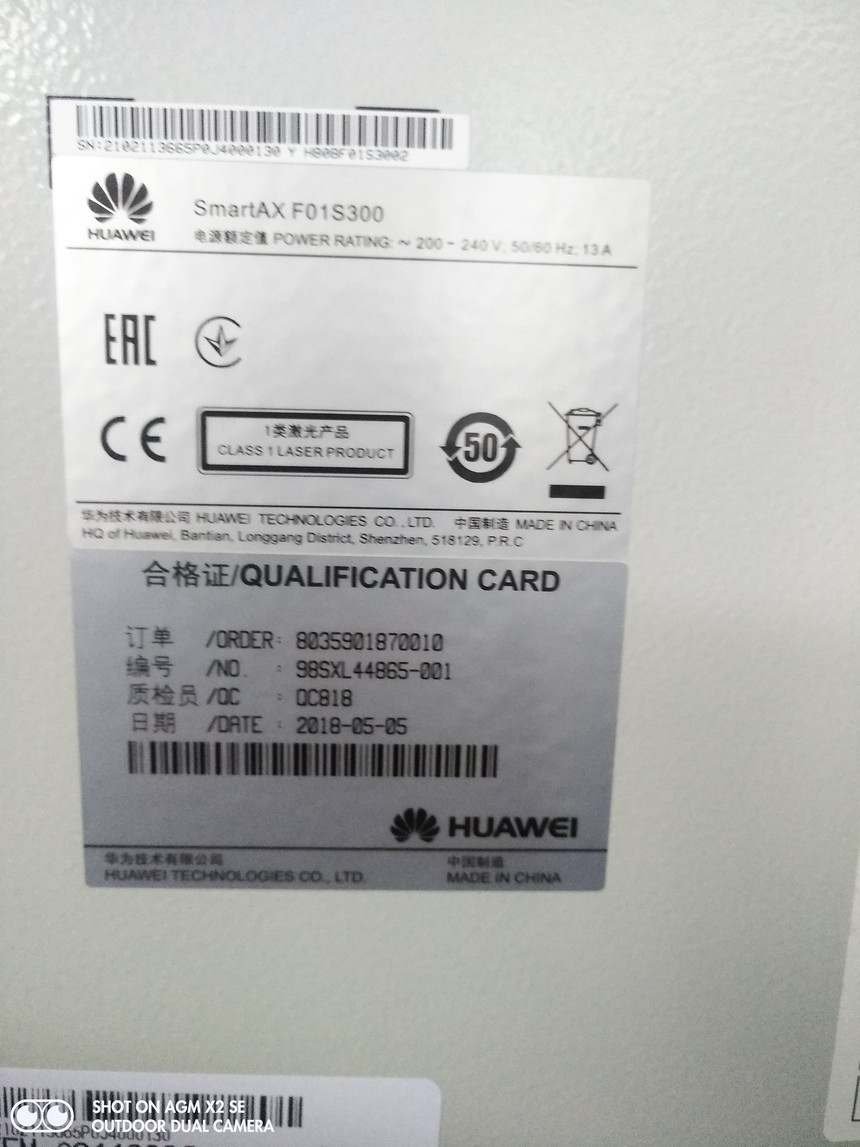 SN:2102113665P0J4000130 Y H80BF01S3002
HUAWEI
SmartAX F01S300
电源额定值 POWER RATING: ~ 200 - 240 V; 50/60 Hz; 13 A
EAC
CE
1类激光产品
CLASS 1 LASER PRODUCT
50
华为技术有限公司 HUAWEI TECHNOLOGIES CO.,LTD. 中国制造 MADE IN CHINA
HQ of Huawei, Bantian, Longgang District, Shenzhen, 518129, P.R.C
合格证/QUALIFICATION CARD
订单 /ORDER: 8035901870010
编号 /NO. : 98SXL44865-001
质检员 /QC : QC818
日期 /DATE : 2018-05-05
HUAWEI
华为技术有限公司 中国制造
HUAWEI TECHNOLOGIES CO., LTD. MADE IN CHINA
SHOT ON AGM X2 SE
OUTDOOR DUAL CAMERA